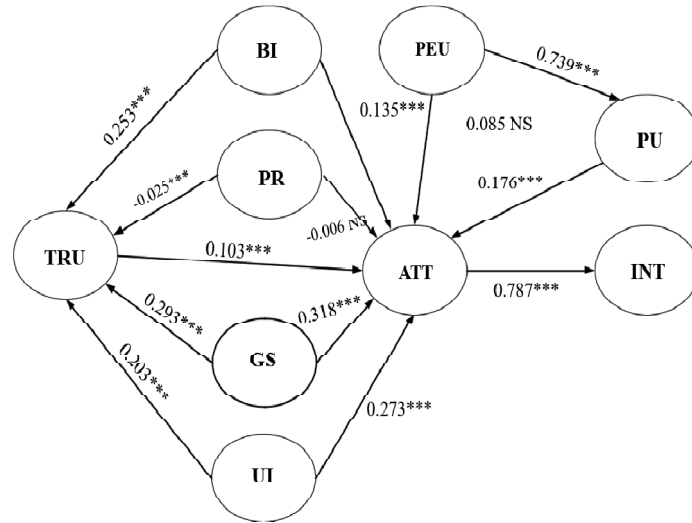 BI
PEU
0.739***
0.253***
0.135***
0.085 NS
PU
PR
-0.025***
0.176***
-0.006 NS
TRU
0.103***
ATT
0.787***
INT
0.293***
0.318***
GS
0.203***
0.273***
UI